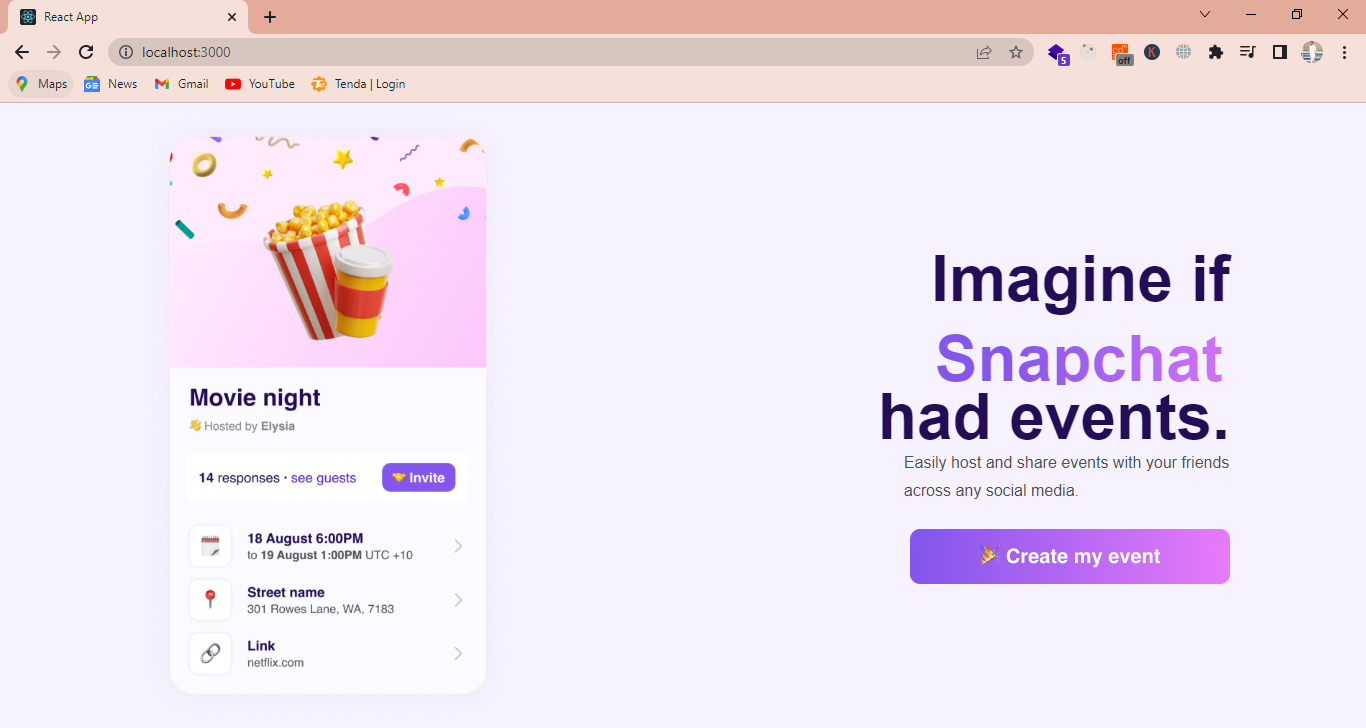 React App
localhost:3000
5
off
K
Maps
News
Gmail
YouTube
Tenda | Login
Movie night
👋 Hosted by Elysia
14 responses · see guests
🤝 Invite
18 August 6:00PM
to 19 August 1:00PM UTC +10
Street name
301 Rowes Lane, WA, 7183
Link
netflix.com
Imagine if
Snapchat
had events.
Easily host and share events with your friends
across any social media.
🎉 Create my event